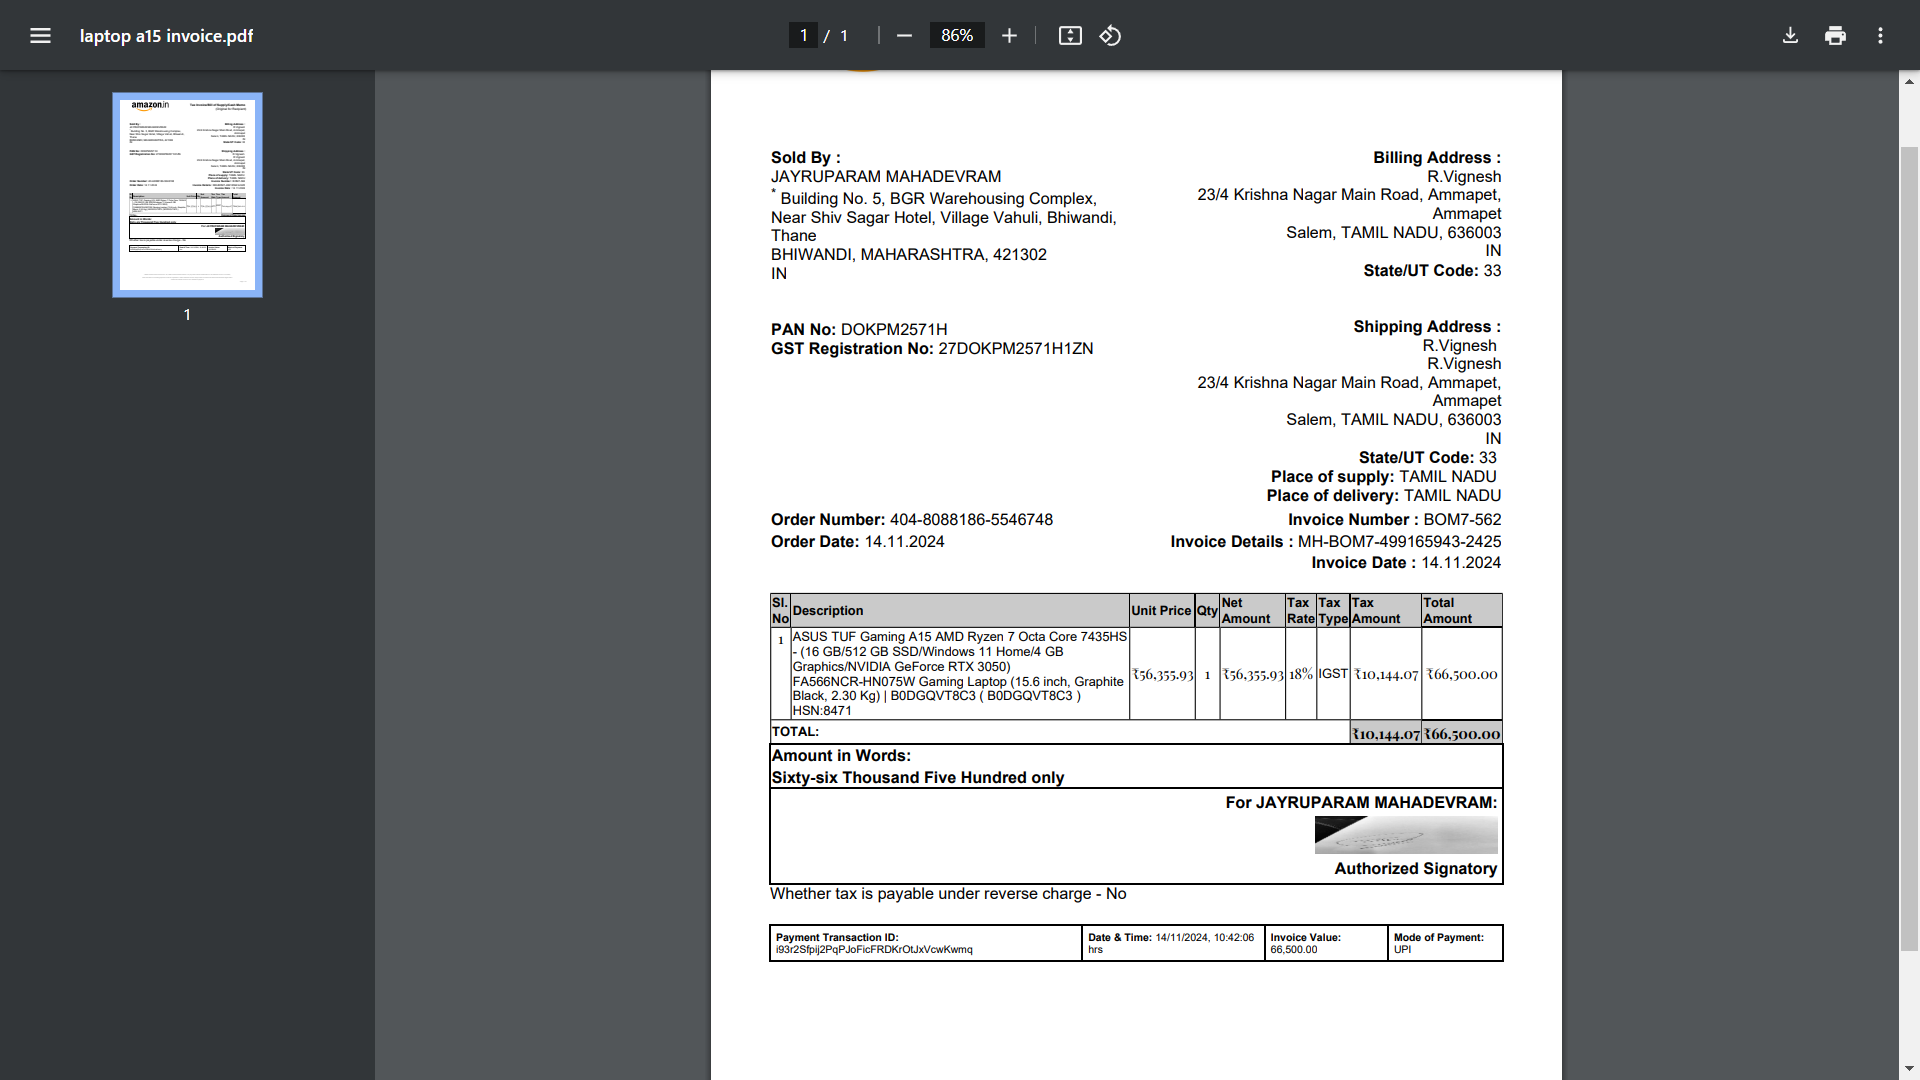 laptop a15 invoice.pdf
1 / 1
86%
amazon.in
1
Sold By :
JAYRUPARAM MAHADEVRAM
* Building No. 5, BGR Warehousing Complex,
Near Shiv Sagar Hotel, Village Vahuli, Bhiwandi,
Thane
BHIWANDI, MAHARASHTRA, 421302
IN
Billing Address :
R.Vignesh
23/4 Krishna Nagar Main Road, Ammapet,
Ammapet
Salem, TAMIL NADU, 636003
IN
State/UT Code: 33
PAN No: DOKPM2571H
GST Registration No: 27DOKPM2571H1ZN
Shipping Address :
R.Vignesh
R.Vignesh
23/4 Krishna Nagar Main Road, Ammapet,
Ammapet
Salem, TAMIL NADU, 636003
IN
State/UT Code: 33
Place of supply: TAMIL NADU
Place of delivery: TAMIL NADU
Order Number: 404-8088186-5546748
Order Date: 14.11.2024
Invoice Number : BOM7-562
Invoice Details : MH-BOM7-499165943-2425
Invoice Date : 14.11.2024
Sl. No Description Unit Price Qty Net Amount Tax Rate Tax Type Tax Amount Total Amount
1 ASUS TUF Gaming A15 AMD Ryzen 7 Octa Core 7435HS
- (16 GB/512 GB SSD/Windows 11 Home/4 GB
Graphics/NVIDIA GeForce RTX 3050)
FA566NCR-HN075W Gaming Laptop (15.6 inch, Graphite
Black, 2.30 Kg) | B0DGQVT8C3 ( B0DGQVT8C3 )
HSN:8471
₹56,355.93 1 ₹56,355.93 18% IGST ₹10,144.07 ₹66,500.00
TOTAL: ₹10,144.07 ₹66,500.00
Amount in Words:
Sixty-six Thousand Five Hundred only
For JAYRUPARAM MAHADEVRAM:
Authorized Signatory
Whether tax is payable under reverse charge - No
Payment Transaction ID:
i93r2Sfpij2PqPJoFicFRDKrOtJxVcwKwmq
Date & Time: 14/11/2024, 10:42:06
hrs
Invoice Value:
66,500.00
Mode of Payment:
UPI